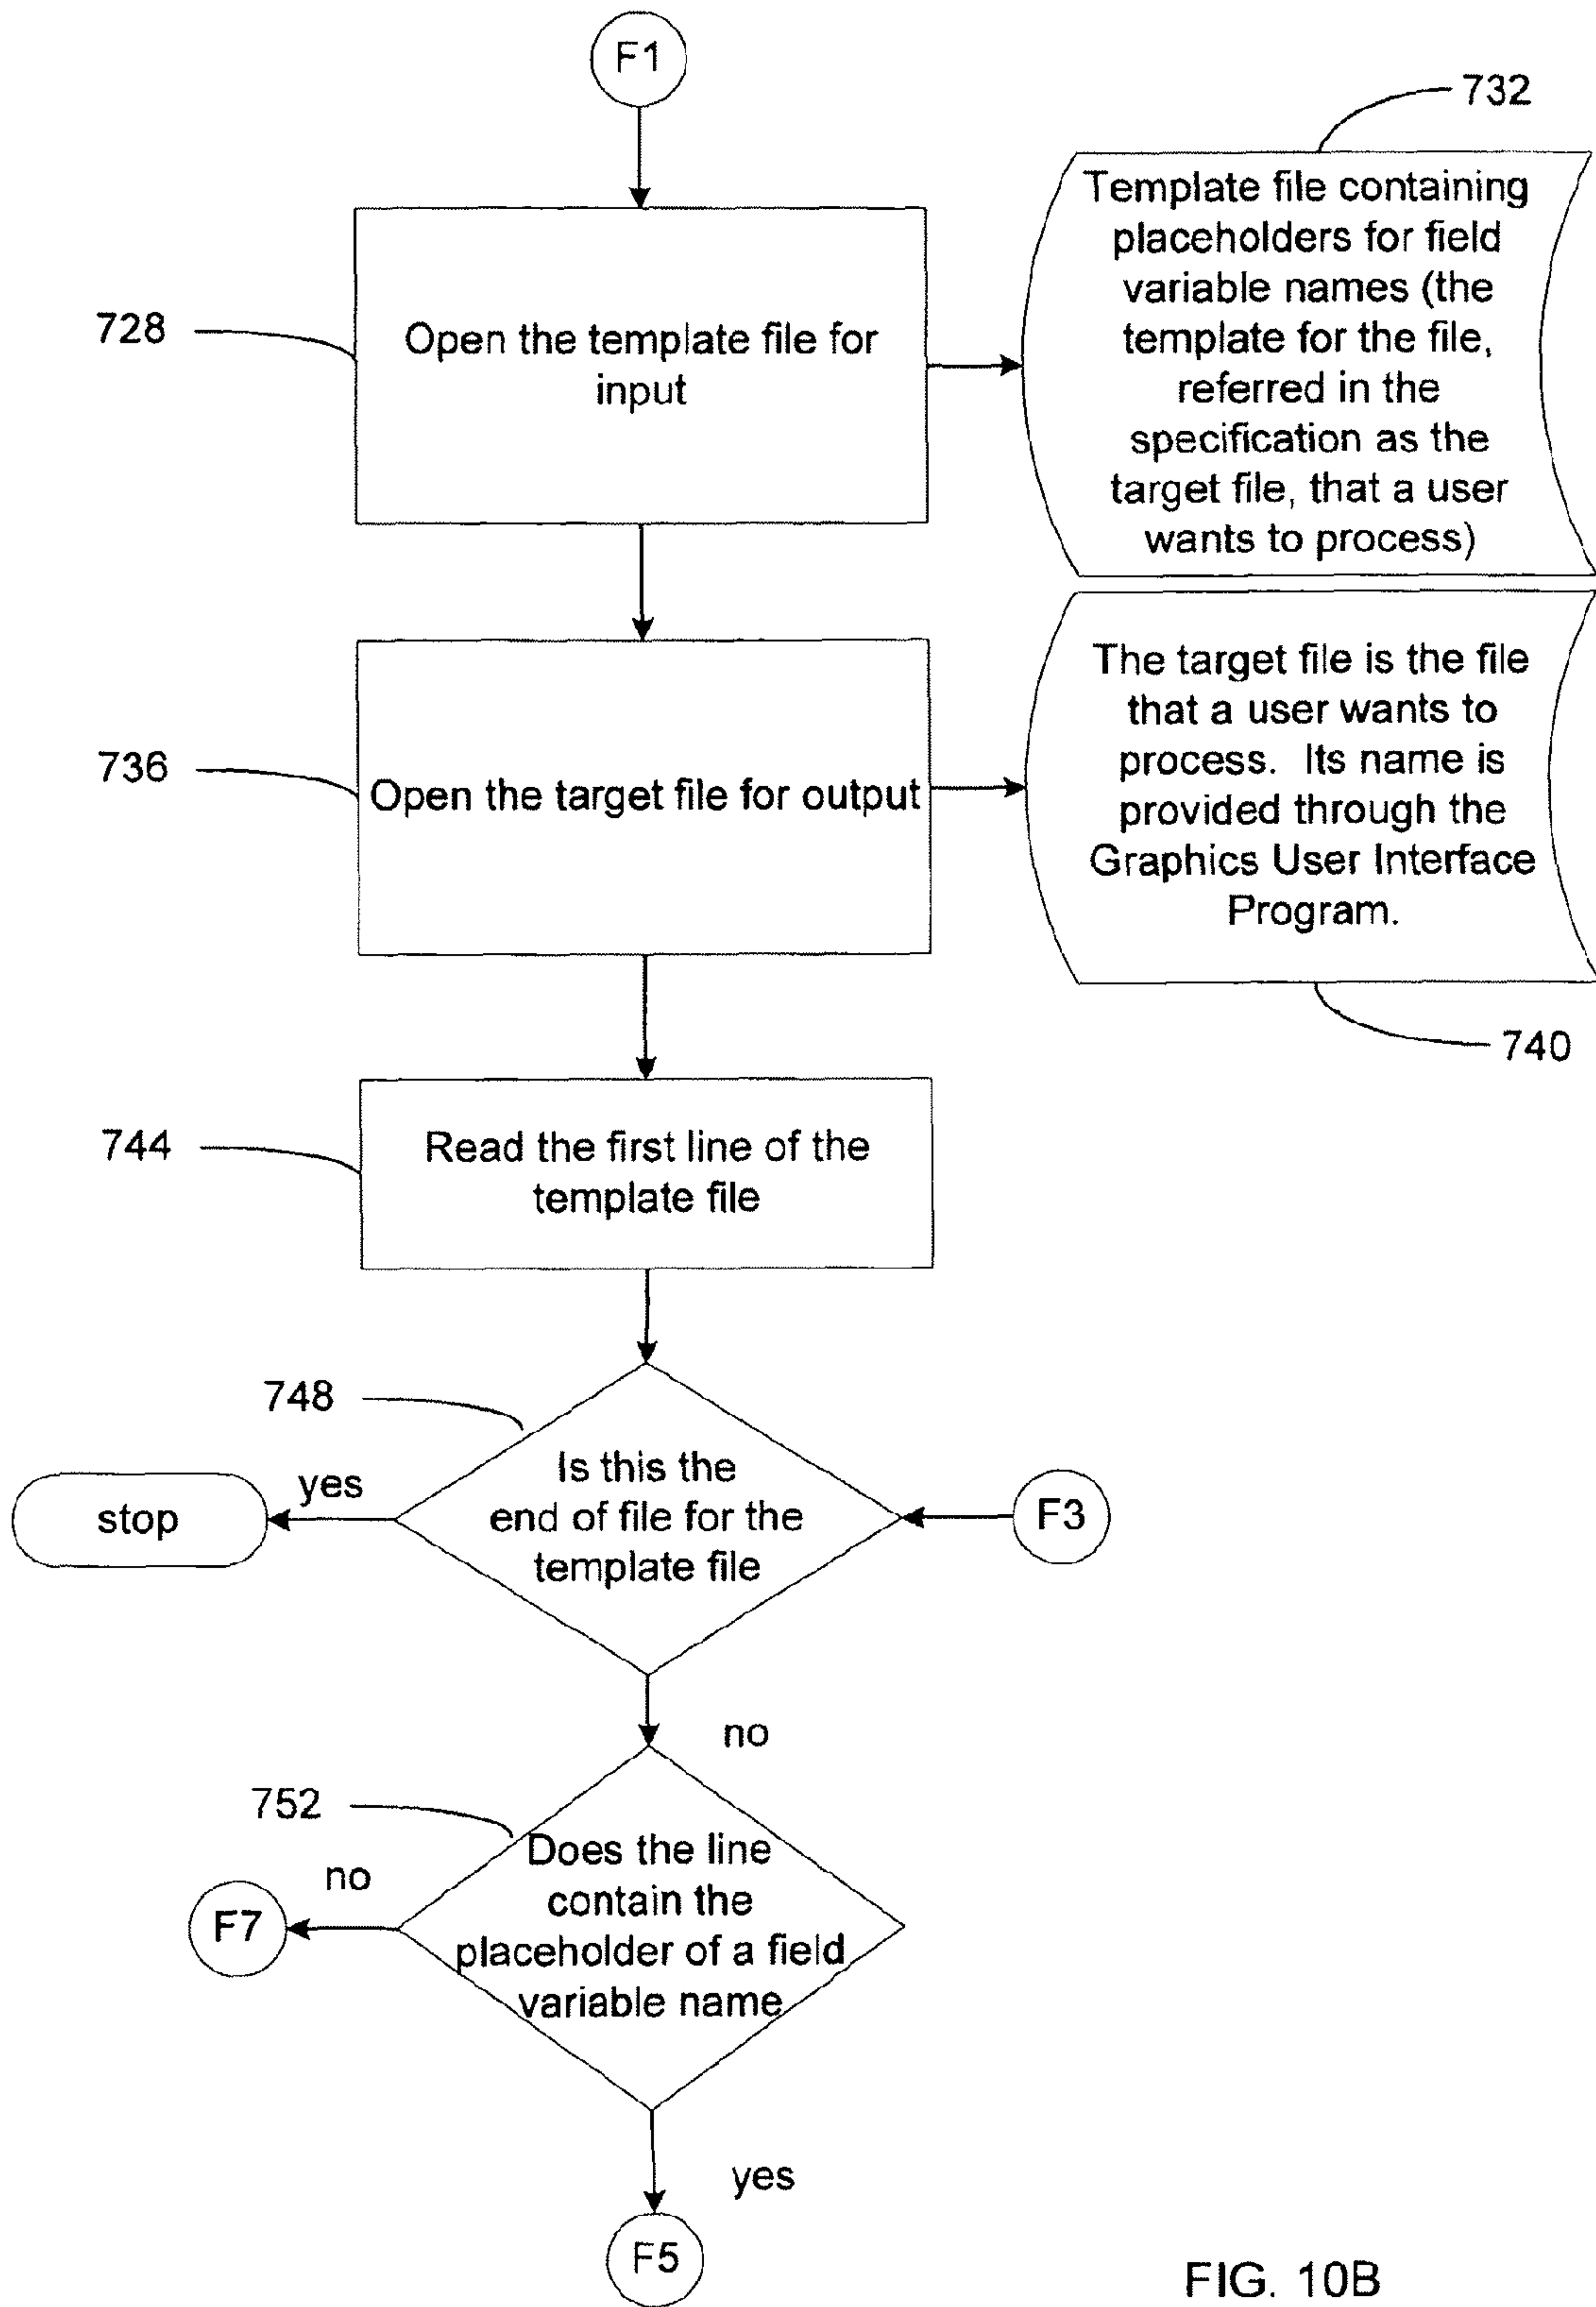 F1
732
Template file containing
placeholders for field
variable names (the
template for the file,
referred in the
specification as the
target file, that a user
wants to process)
728
Open the template file for
input
The target file is the file
that a user wants to
process. Its name is
provided through the
Graphics User Interface
Program.
736
Open the target file for output
740
744
Read the first line of the
template file
748
Is this the
end of file for the
template file
yes
stop
F3
no
752
Does the line
contain the
placeholder of a field
variable name
no
F7
yes
F5
FIG. 10B